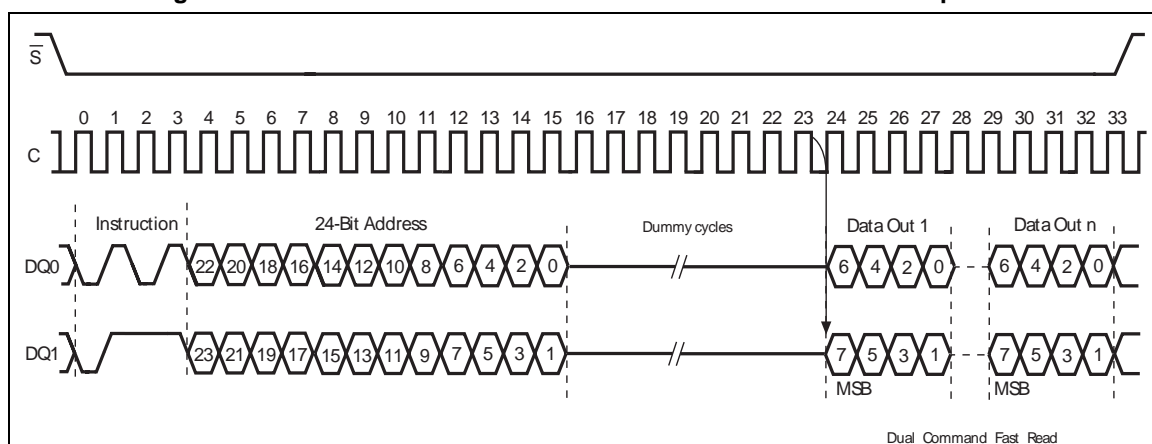 S
0 1 2 3 4 5 6 7 8 9 10 11 12 13 14 15 16 17 18 19 20 21 22 23 24 25 26 27 28 29 30 31 32 33
C
Instruction 24-Bit Address Dummy cycles Data Out 1 Data Out n
DQ0 22 20 18 16 14 12 10 8 6 4 2 0 6 4 2 0 6 4 2 0
DQ1 23 21 19 17 15 13 11 9 7 5 3 1 7 5 3 1 7 5 3 1
MSB MSB
Dual_Command_Fast_Read